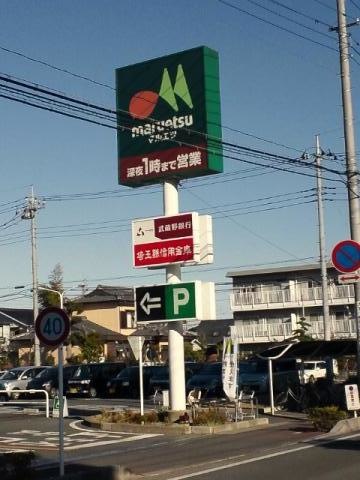 maruetsu
マルエツ
深夜1時まで営業
武蔵野銀行
埼玉縣信用金庫
P
40